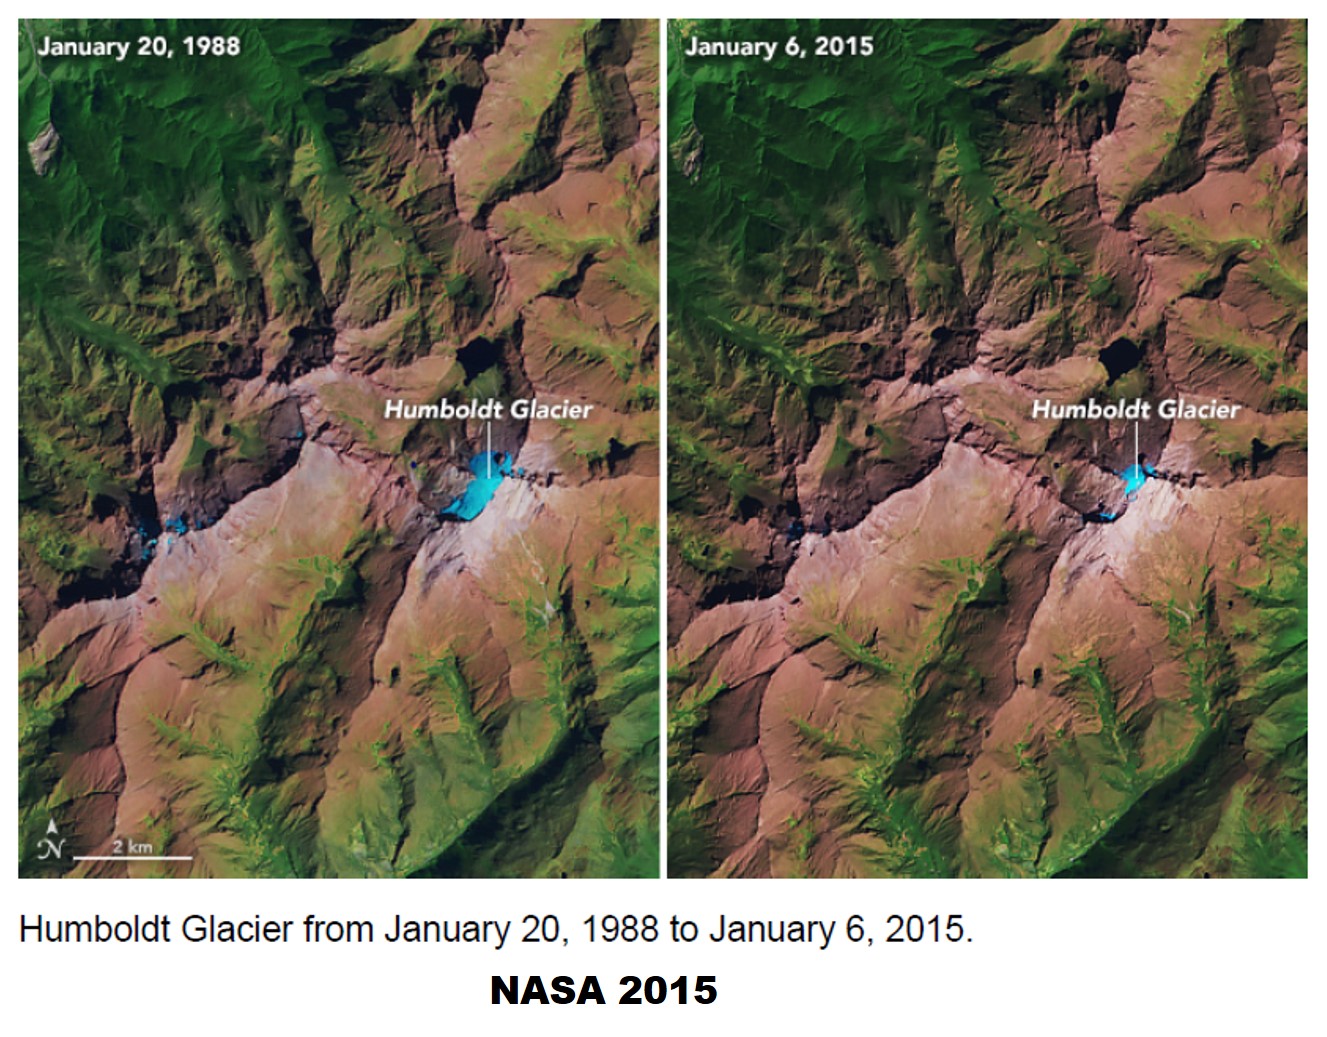 January 20, 1988
January 6, 2015
Humboldt Glacier
Humboldt Glacier
N
2 km
Humboldt Glacier from January 20, 1988 to January 6, 2015.
NASA 2015